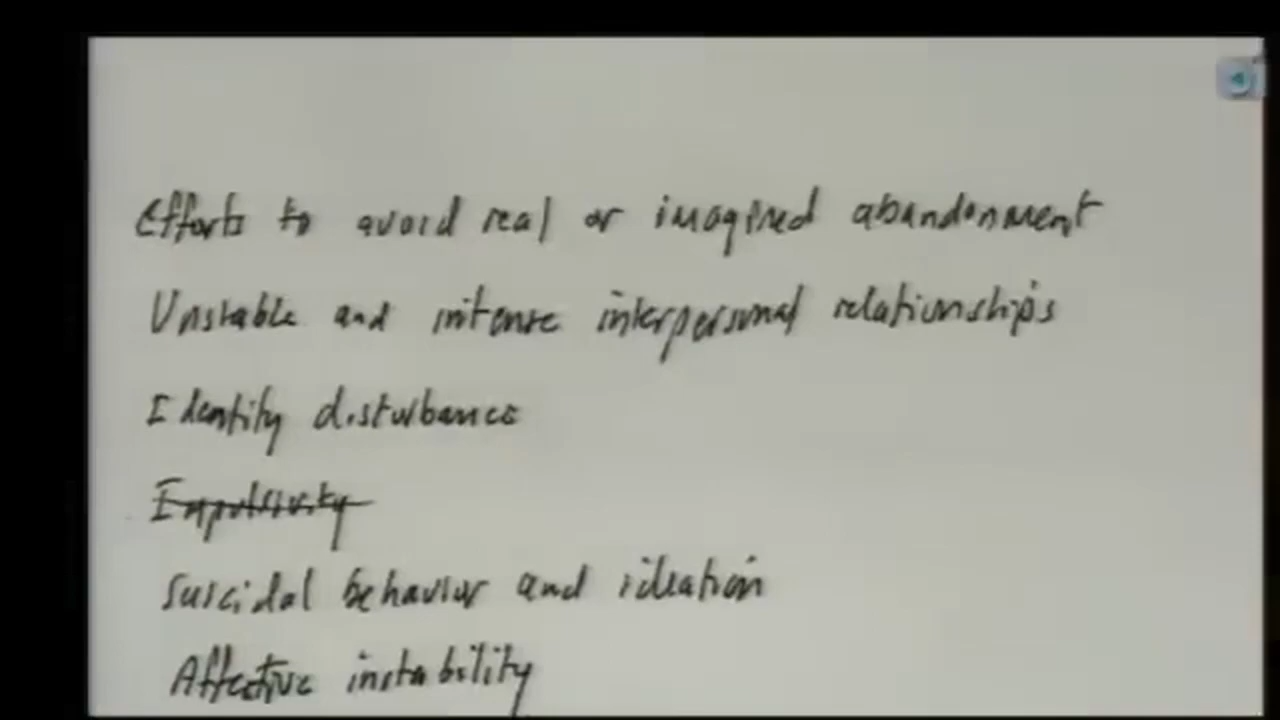 Efforts to avoid real or imagined abandonment
Unstable and intense interpersonal relationships
Identity disturbance
Impulsivity
Suicidal behavior and ideation
Affective instability